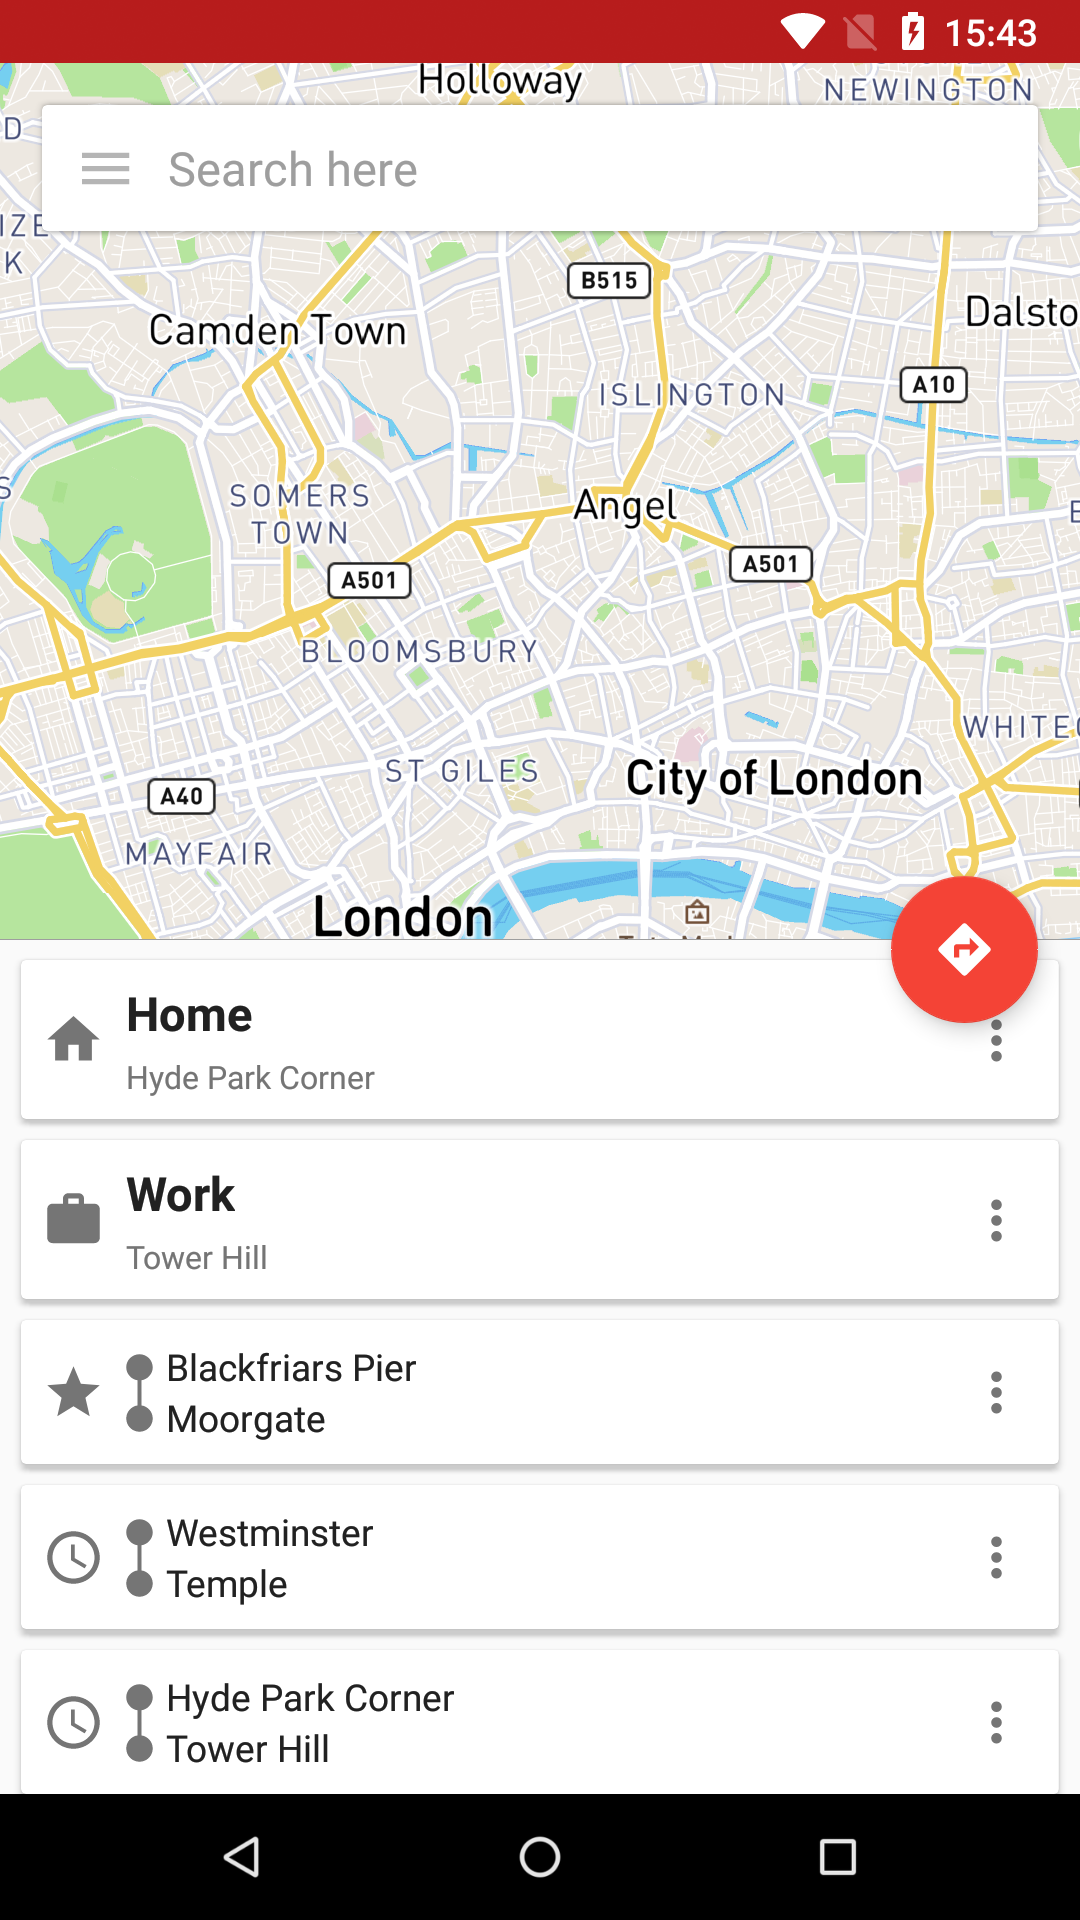 15:43
Holloway
NEWINGTON
D
Search here
IZE
K
B515
Camden Town
Dalsto
ISLINGTON
A10
S
SOMERS
TOWN
Angel
E
A501
A501
BLOOMSBURY
WHITEC
ST GILES
City of London
A40
MAYFAIR
London
Home
Hyde Park Corner
Work
Tower Hill
Blackfriars Pier
Moorgate
Westminster
Temple
Hyde Park Corner
Tower Hill